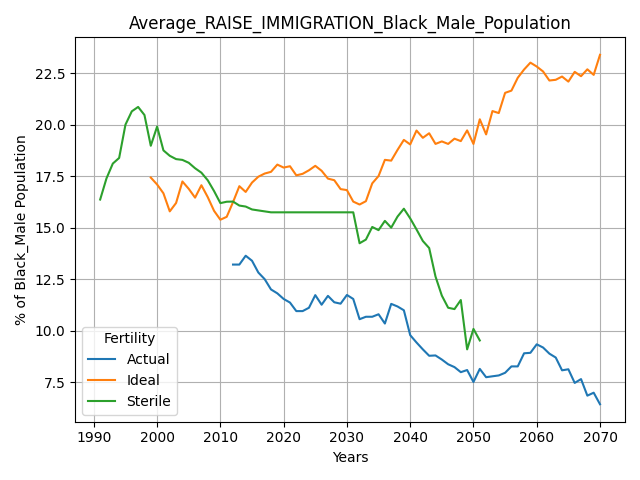 Average_RAISE_IMMIGRATION_Black_Male_Population
% of Black_Male Population
22.5
20.0
17.5
15.0
12.5
10.0
7.5
Fertility
Actual
Ideal
Sterile
1990 2000 2010 2020 2030 2040 2050 2060 2070
Years